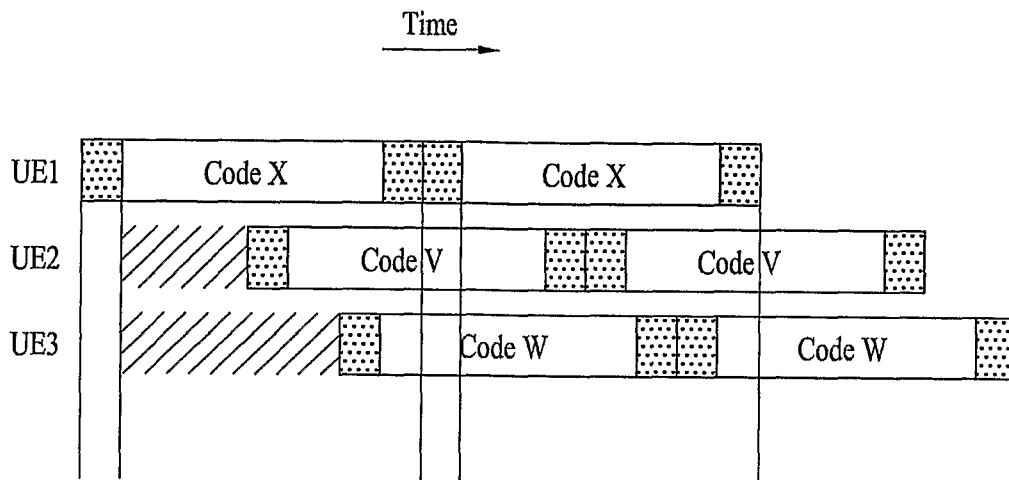 Time
UE1 Code X Code X
UE2 Code V Code V
UE3 Code W Code W